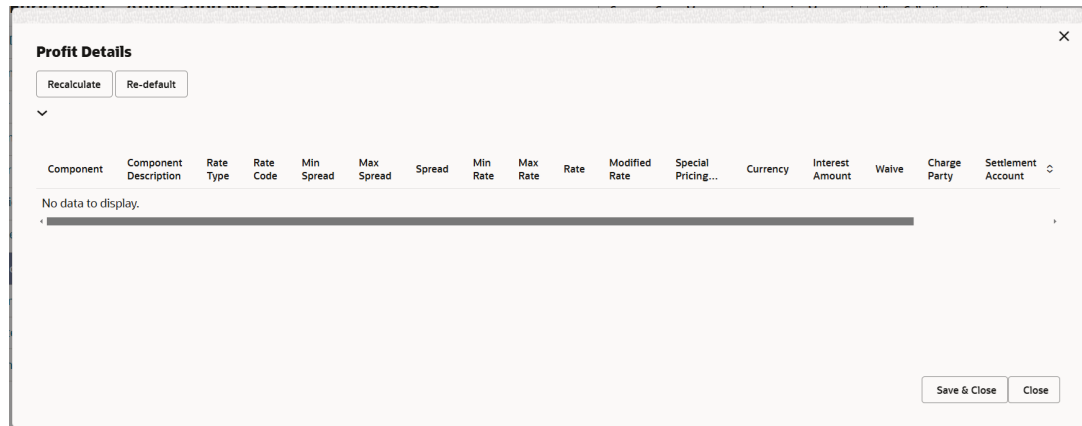 Profit Details
Recalculate Re-default
Component Component Description Rate Type Rate Code Min Spread Max Spread Spread Min Rate Max Rate Rate Modified Rate Special Pricing... Currency Interest Amount Waive Charge Party Settlement Account
No data to display.
Save & Close Close